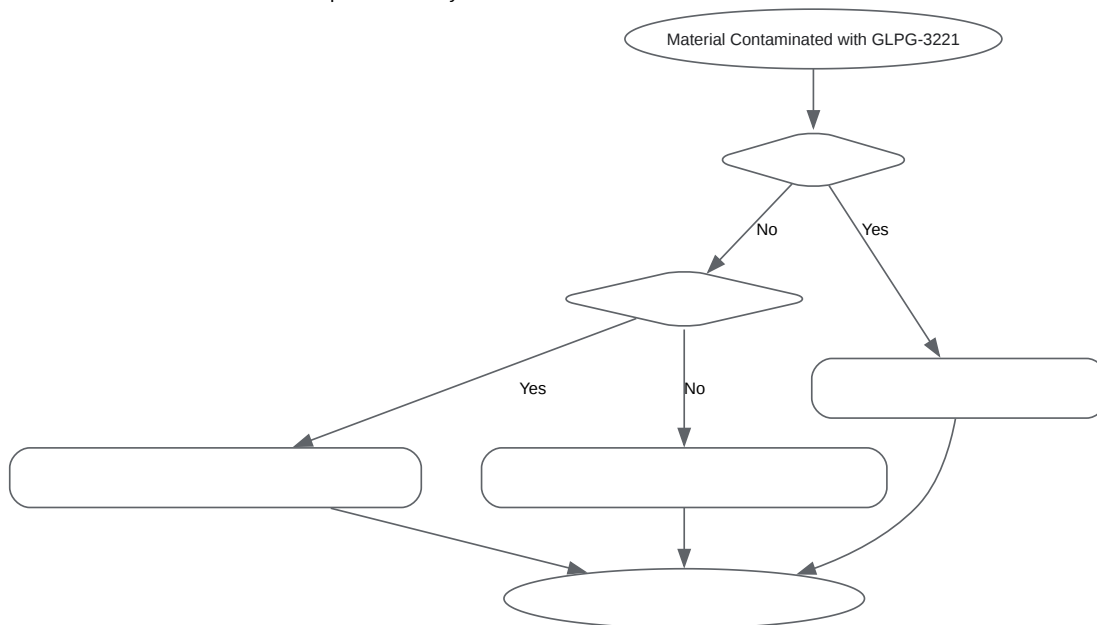 Material Contaminated with GLPG-3221
No
Yes
Yes
No